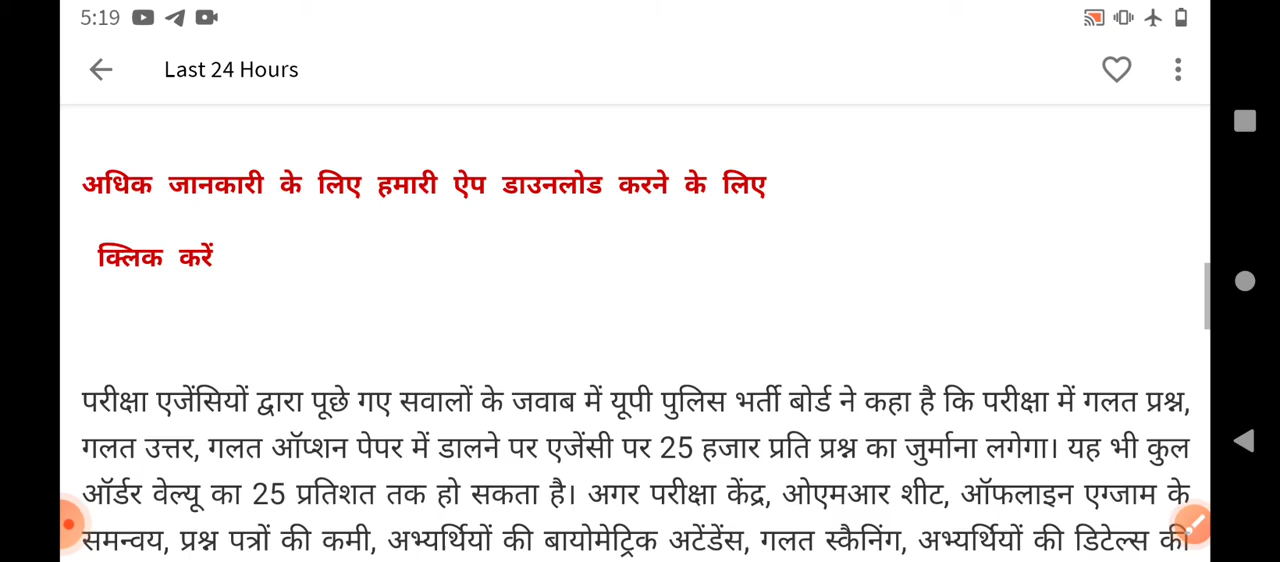 5:19
Last 24 Hours
अधिक जानकारी के लिए हमारी ऐप डाउनलोड करने के लिए
क्लिक करें
परीक्षा एजेंसियों द्वारा पूछे गए सवालों के जवाब में यूपी पुलिस भर्ती बोर्ड ने कहा है कि परीक्षा में गलत प्रश्न,
गलत उत्तर, गलत ऑप्शन पेपर में डालने पर एजेंसी पर 25 हजार प्रति प्रश्न का जुर्माना लगेगा। यह भी कुल
ऑर्डर वेल्यू का 25 प्रतिशत तक हो सकता है। अगर परीक्षा केंद्र, ओएमआर शीट, ऑफलाइन एग्जाम के
समन्वय, प्रश्न पत्रों की कमी, अभ्यर्थियों की बायोमेट्रिक अटेंडेंस, गलत स्कैनिंग, अभ्यर्थियों की डिटेल्स की